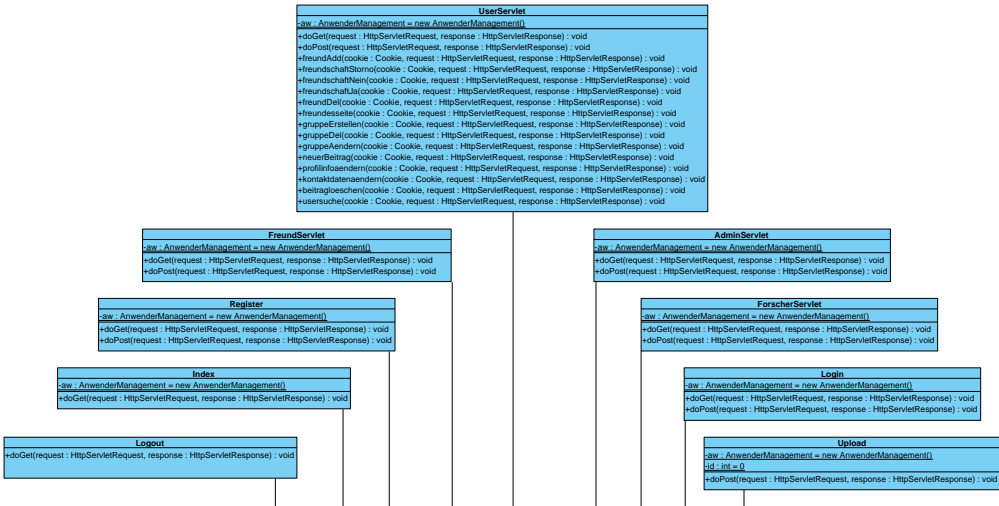 UserServlet
-aw : AnwenderManagement = new AnwenderManagement()
+doGet(request : HttpServletRequest, response : HttpServletResponse) : void
+doPost(request : HttpServletRequest, response : HttpServletResponse) : void
+freundAdd(cookie : Cookie, request : HttpServletRequest, response : HttpServletResponse) : void
+freundschaftStorno(cookie : Cookie, request : HttpServletRequest, response : HttpServletResponse) : void
+freundschaftNein(cookie : Cookie, request : HttpServletRequest, response : HttpServletResponse) : void
+freundschaftJa(cookie : Cookie, request : HttpServletRequest, response : HttpServletResponse) : void
+freundDel(cookie : Cookie, request : HttpServletRequest, response : HttpServletResponse) : void
+freundesseite(cookie : Cookie, request : HttpServletRequest, response : HttpServletResponse) : void
+gruppeErstellen(cookie : Cookie, request : HttpServletRequest, response : HttpServletResponse) : void
+gruppeDel(cookie : Cookie, request : HttpServletRequest, response : HttpServletResponse) : void
+gruppeAendern(cookie : Cookie, request : HttpServletRequest, response : HttpServletResponse) : void
+neuerBeitrag(cookie : Cookie, request : HttpServletRequest, response : HttpServletResponse) : void
+profilinfoaendern(cookie : Cookie, request : HttpServletRequest, response : HttpServletResponse) : void
+kontaktdatenaendern(cookie : Cookie, request : HttpServletRequest, response : HttpServletResponse) : void
+beitragloeschen(cookie : Cookie, request : HttpServletRequest, response : HttpServletResponse) : void
+usersuche(cookie : Cookie, request : HttpServletRequest, response : HttpServletResponse) : void
FreundServlet
-aw : AnwenderManagement = new AnwenderManagement()
+doGet(request : HttpServletRequest, response : HttpServletResponse) : void
+doPost(request : HttpServletRequest, response : HttpServletResponse) : void
AdminServlet
-aw : AnwenderManagement = new AnwenderManagement()
+doGet(request : HttpServletRequest, response : HttpServletResponse) : void
+doPost(request : HttpServletRequest, response : HttpServletResponse) : void
Register
-aw : AnwenderManagement = new AnwenderManagement()
+doGet(request : HttpServletRequest, response : HttpServletResponse) : void
+doPost(request : HttpServletRequest, response : HttpServletResponse) : void
ForscherServlet
-aw : AnwenderManagement = new AnwenderManagement()
+doGet(request : HttpServletRequest, response : HttpServletResponse) : void
+doPost(request : HttpServletRequest, response : HttpServletResponse) : void
Index
-aw : AnwenderManagement = new AnwenderManagement()
+doGet(request : HttpServletRequest, response : HttpServletResponse) : void
Login
-aw : AnwenderManagement = new AnwenderManagement()
+doGet(request : HttpServletRequest, response : HttpServletResponse) : void
+doPost(request : HttpServletRequest, response : HttpServletResponse) : void
Logout
+doGet(request : HttpServletRequest, response : HttpServletResponse) : void
Upload
-aw : AnwenderManagement = new AnwenderManagement()
-id : int = 0
+doPost(request : HttpServletRequest, response : HttpServletResponse) : void